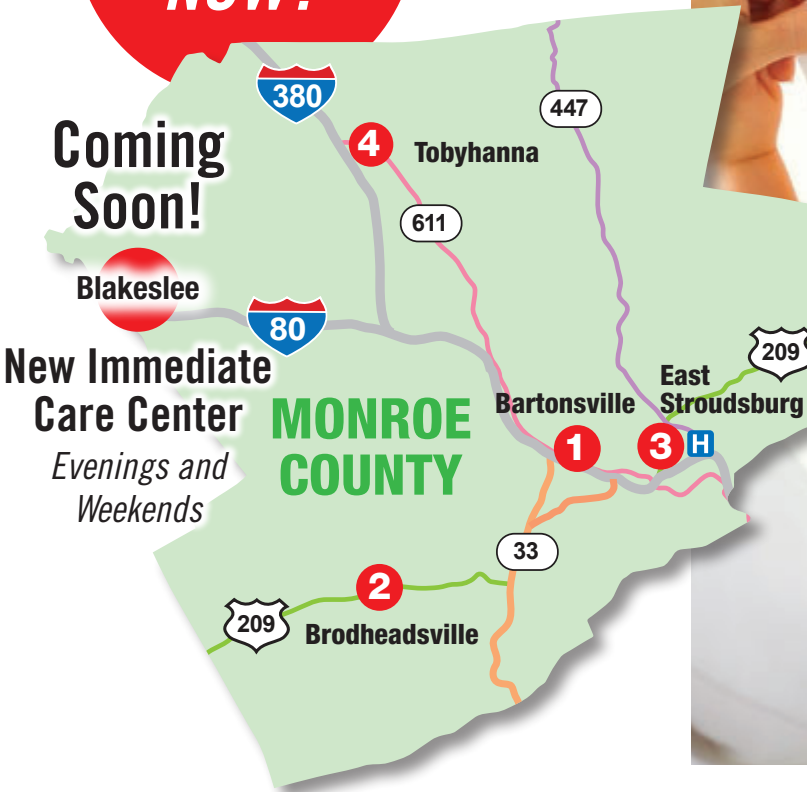 NOW!
380
447
Coming
Soon!
4
Tobyhanna
611
Blakeslee
80
209
New Immediate
Care Center
Evenings and
Weekends
East
Stroudsburg
Bartonsville
MONROE
COUNTY
1
3
H
33
2
209
Brodheadsville